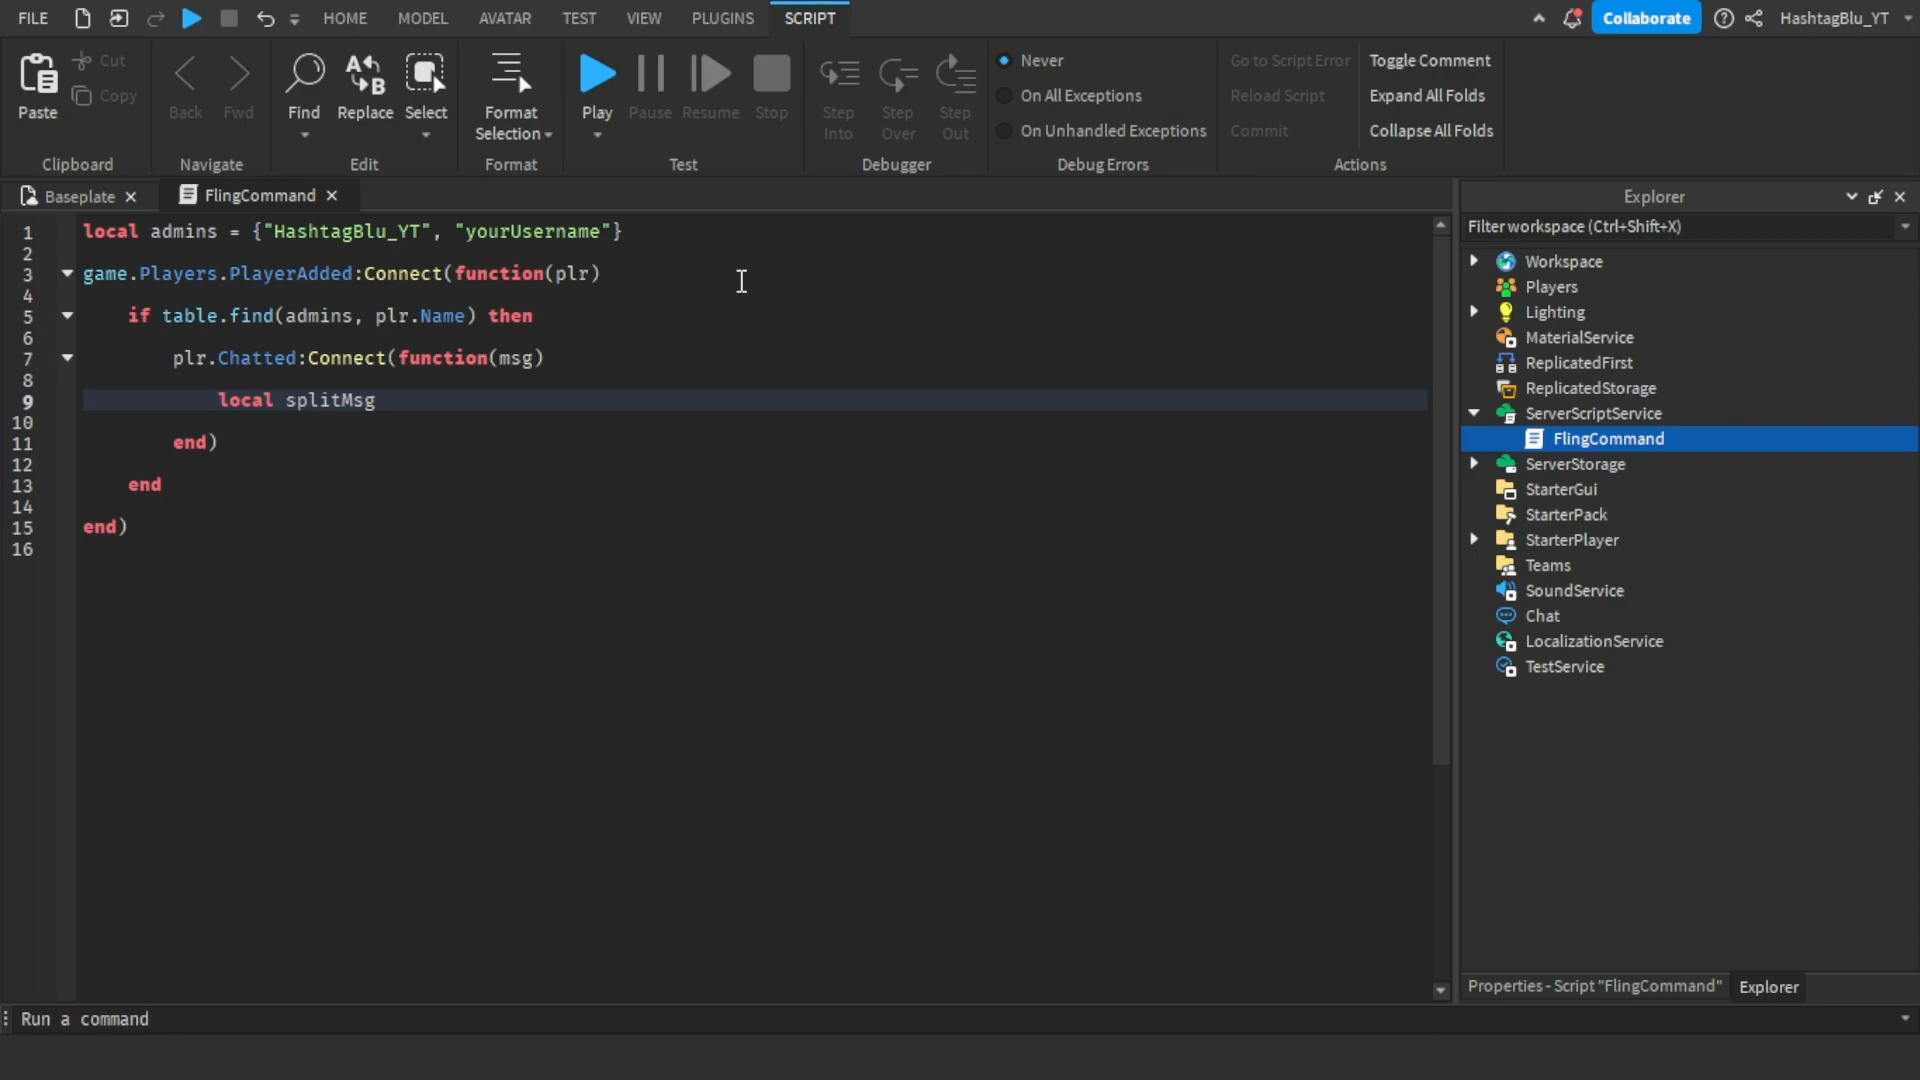 FILE HOME MODEL AVATAR TEST VIEW PLUGINS SCRIPT Collaborate HashtagBlu_YT
Paste Cut Copy Back Fwd Find Replace Select Format Selection Play Pause Resume Stop Step Into Step Over Step Out
Never
On All Exceptions
On Unhandled Exceptions
Go to Script Error
Reload Script
Commit
Toggle Comment
Expand All Folds
Collapse All Folds
Clipboard Navigate Edit Format Test Debugger Debug Errors Actions
Baseplate FlingCommand
1 local admins = {"HashtagBlu_YT", "yourUsername"}
2
3 game.Players.PlayerAdded:Connect(function(plr)
4
5 if table.find(admins, plr.Name) then
6
7 plr.Chatted:Connect(function(msg)
8
9 local splitMsg
10
11 end)
12
13 end
14
15 end)
16
Explorer
Filter workspace (Ctrl+Shift+X)
Workspace
Players
Lighting
MaterialService
ReplicatedFirst
ReplicatedStorage
ServerScriptService
FlingCommand
ServerStorage
StarterGui
StarterPack
StarterPlayer
Teams
SoundService
Chat
LocalizationService
TestService
Properties - Script "FlingCommand" Explorer
Run a command